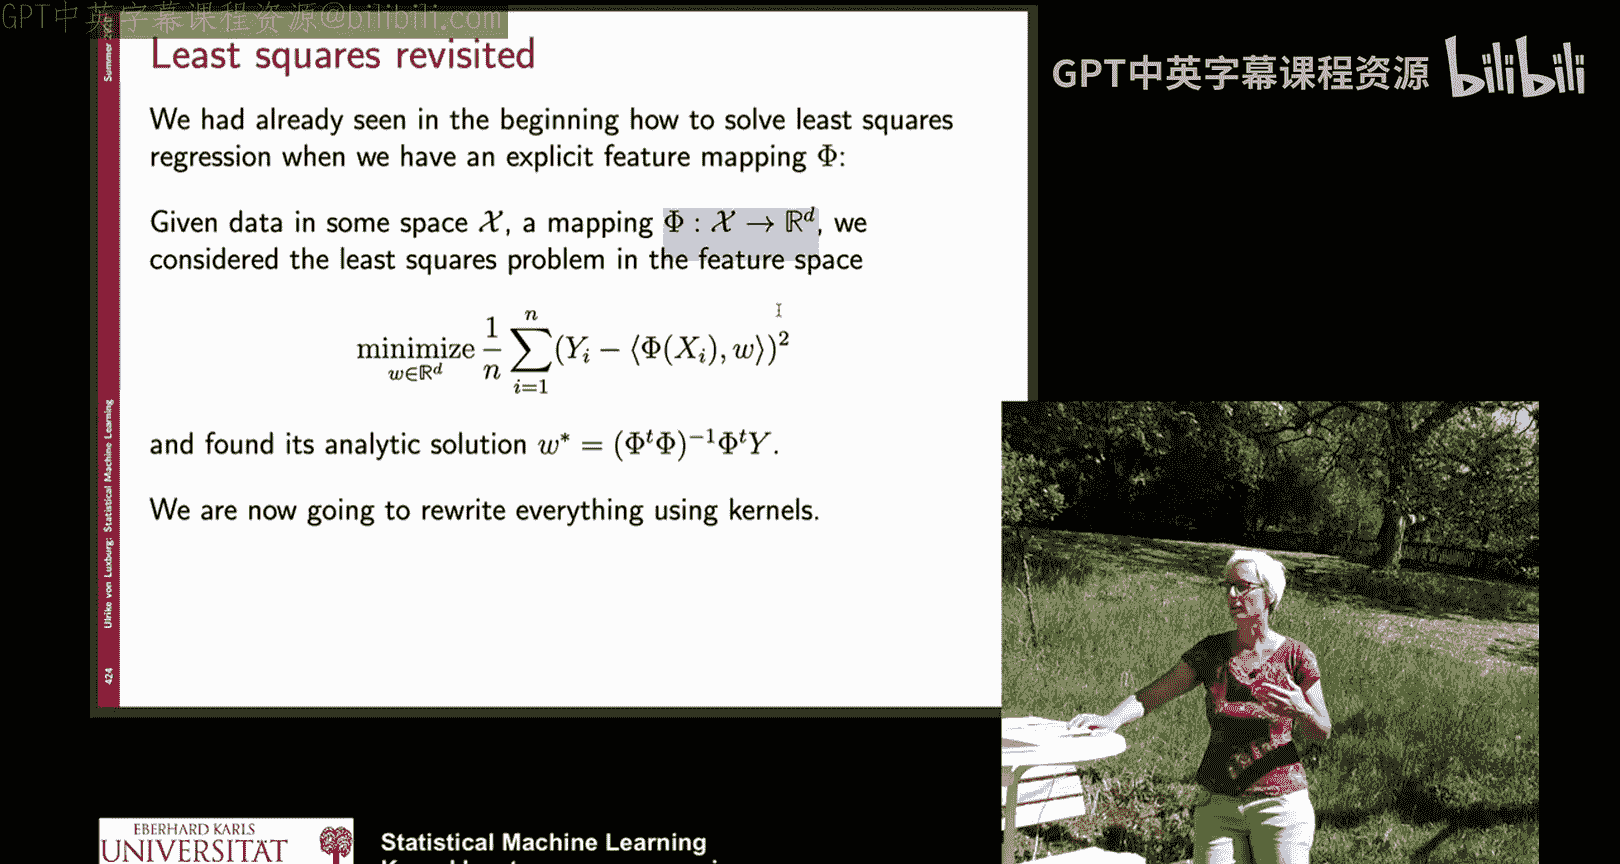 GPT中英字幕课程资源@bilibili.com
GPT中英字幕课程资源 bilibili
Least squares revisited
We had already seen in the beginning how to solve least squares
regression when we have an explicit feature mapping Φ:
Given data in some space 𝒳, a mapping Φ : 𝒳 → ℝᵈ, we
considered the least squares problem in the feature space
minimize_{w∈ℝᵈ} 1/n ∑_{i=1}^{n} (Y_i − ⟨Φ(X_i), w⟩)²
and found its analytic solution w* = (ΦᵗΦ)⁻¹ΦᵗY.
We are now going to rewrite everything using kernels.
Summer
Ulrike von Luxburg: Statistical Machine Learning
424
EBERHARD KARLS
UNIVERSITÄT
Statistical Machine Learning